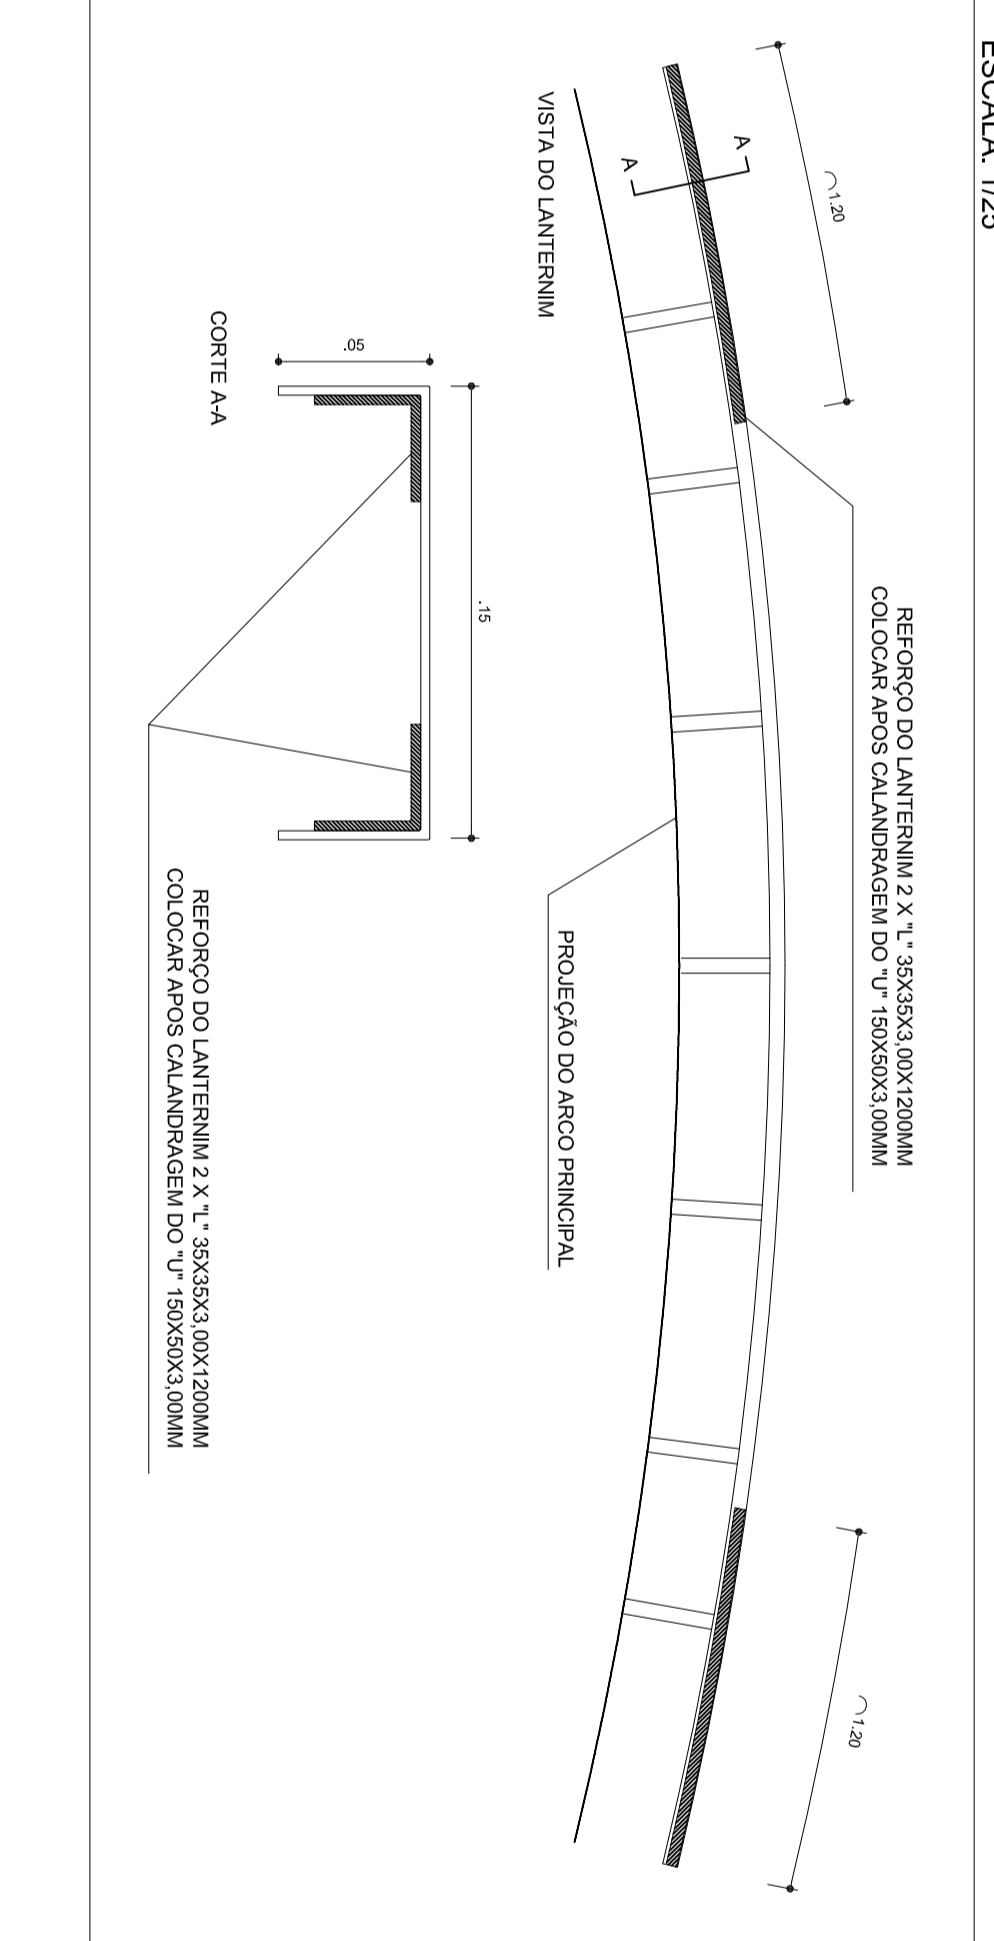 ESCALA: 1/25
1.20
1.20
REFORÇO DO LANTERNIM 2 X "L" 35X35X3,00X1200MM
COLOCAR APOS CALANDRAGEM DO "U" 150X50X3,00MM
A
A
PROJEÇÃO DO ARCO PRINCIPAL
VISTA DO LANTERNIM
.15
.05
CORTE A-A
REFORÇO DO LANTERNIM 2 X "L" 35X35X3,00X1200MM
COLOCAR APOS CALANDRAGEM DO "U" 150X50X3,00MM